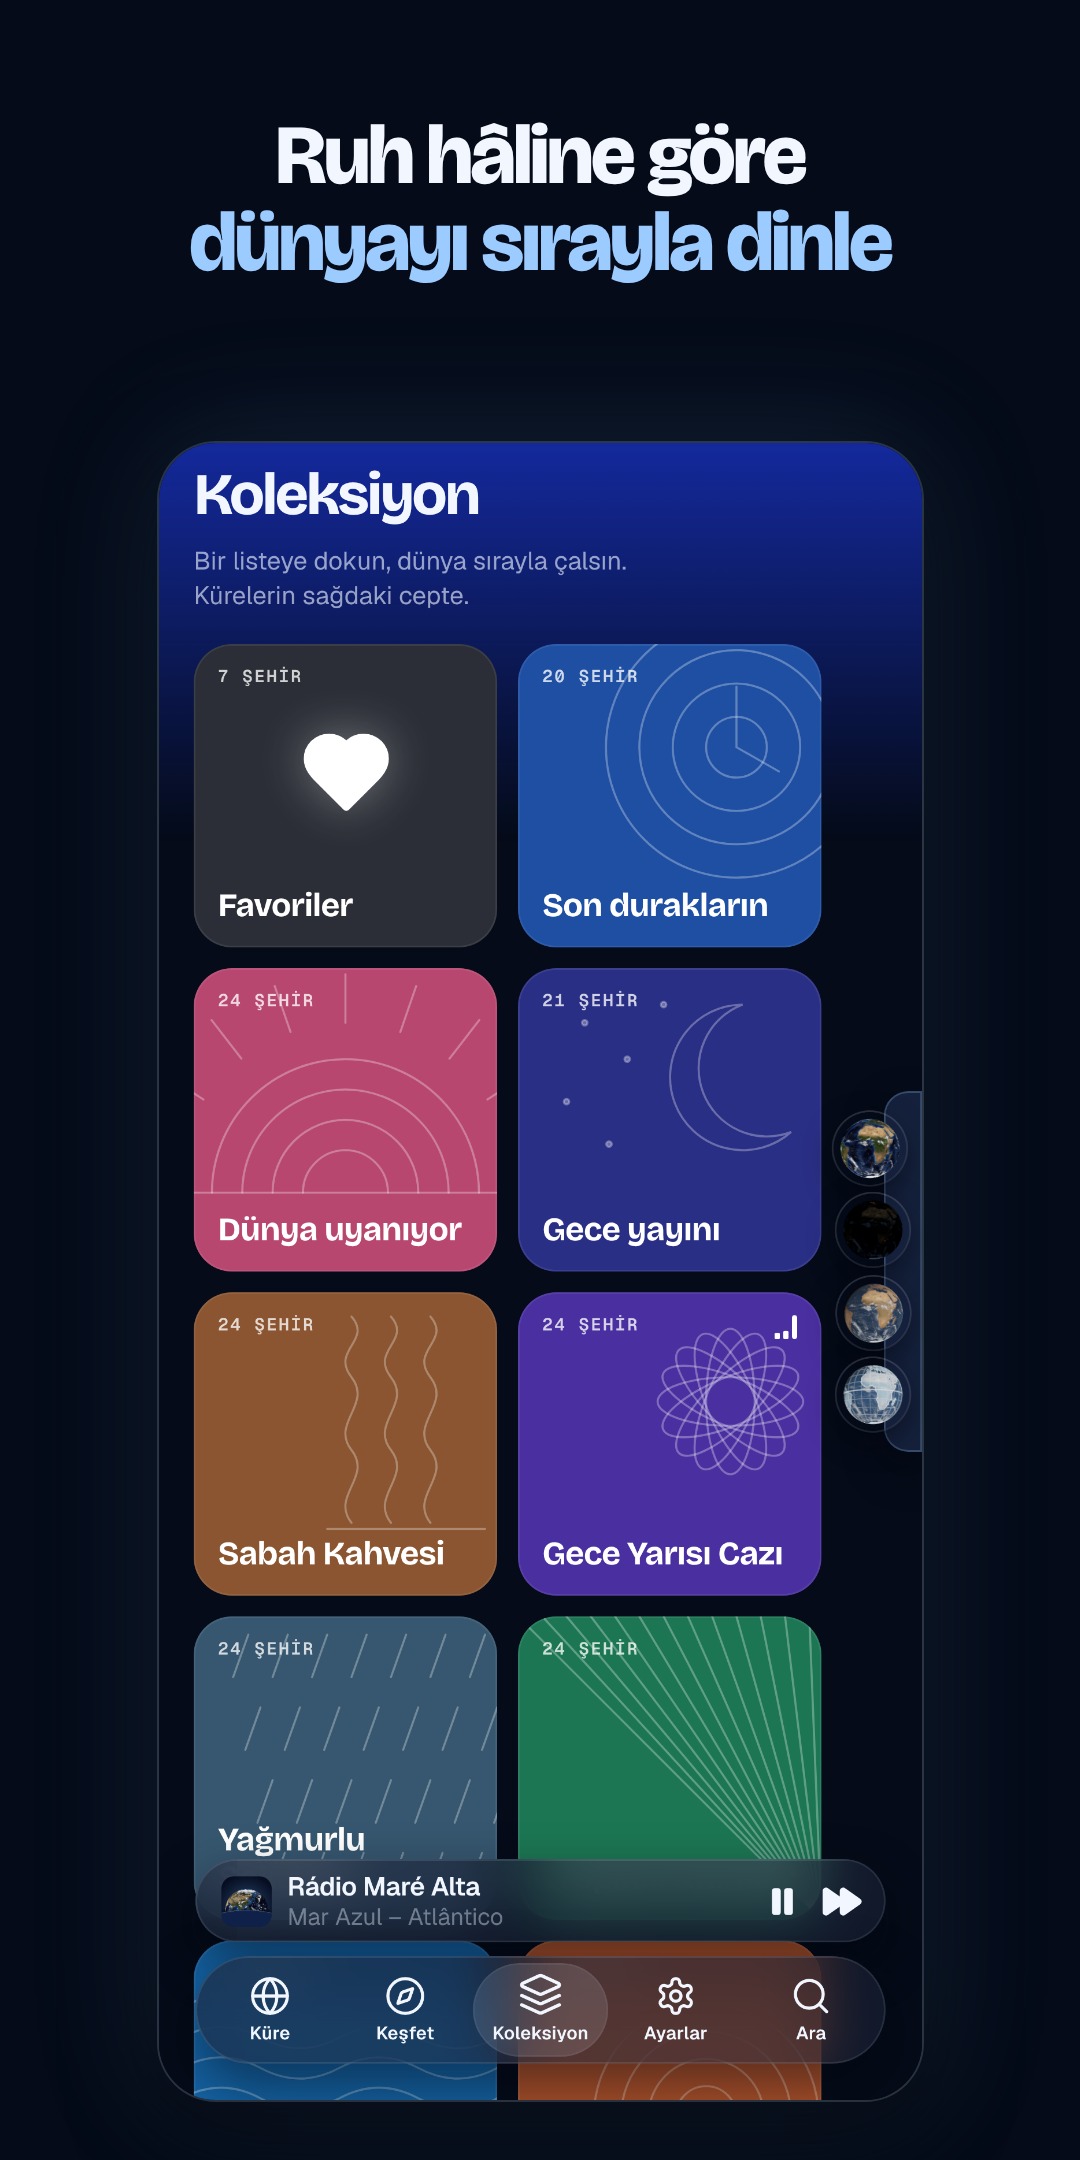 Ruh hâline göre
dünyayı sırayla dinle
Koleksiyon
Bir listeye dokun, dünya sırayla çalsın.
Kürelerin sağdaki cepte.
7 ŞEHİR
20 ŞEHİR
Favoriler
Son durakların
24 ŞEHİR
21 ŞEHİR
Dünya uyanıyor
Gece yayını
24 ŞEHİR
24 ŞEHİR
Sabah Kahvesi
Gece Yarısı Cazı
24 ŞEHİR
24 ŞEHİR
Yağmurlu
Rádio Maré Alta
Mar Azul – Atlântico
Küre
Keşfet
Koleksiyon
Ayarlar
Ara